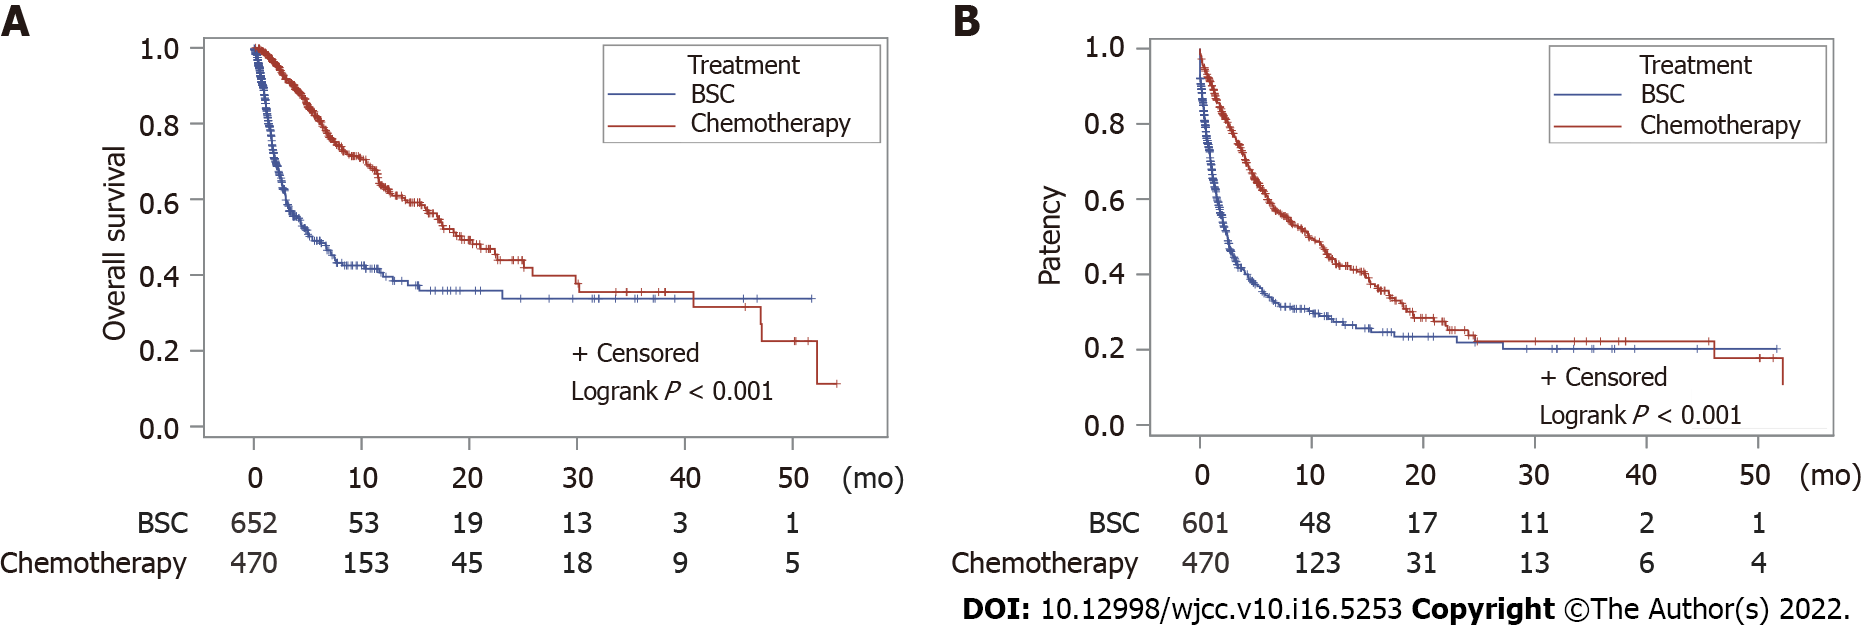 A
1.0
0.8
0.6
0.4
0.2
0.0
Overall survival
Treatment
BSC
Chemotherapy
+ Censored
Logrank P < 0.001
0 10 20 30 40 50 (mo)
BSC 652 53 19 13 3 1
Chemotherapy 470 153 45 18 9 5
B
1.0
0.8
0.6
0.4
0.2
0.0
Patency
Treatment
BSC
Chemotherapy
+ Censored
Logrank P < 0.001
0 10 20 30 40 50 (mo)
BSC 601 48 17 11 2 1
Chemotherapy 470 123 31 13 6 4
DOI: 10.12998/wjcc.v10.i16.5253 Copyright ©The Author(s) 2022.